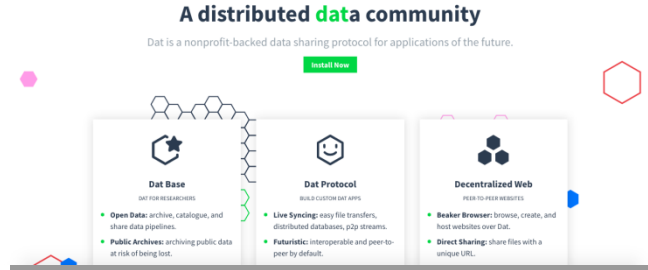 A distributed data community
Dat is a nonprofit-backed data sharing protocol for applications of the future.
Install Now
Dat Base
DAT FOR RESEARCHERS
Open Data: archive, catalogue, and
share data pipelines.
Public Archives: archiving public data
at risk of being lost.
Dat Protocol
BUILD CUSTOM DAT APPS
Live Syncing: easy file transfers,
distributed databases, p2p streams.
Futuristic: interoperable and peer-to-
peer by default.
Decentralized Web
PEER-TO-PEER WEBSITES
Beaker Browser: browse, create, and
host websites over Dat.
Direct Sharing: share files with a
unique URL.